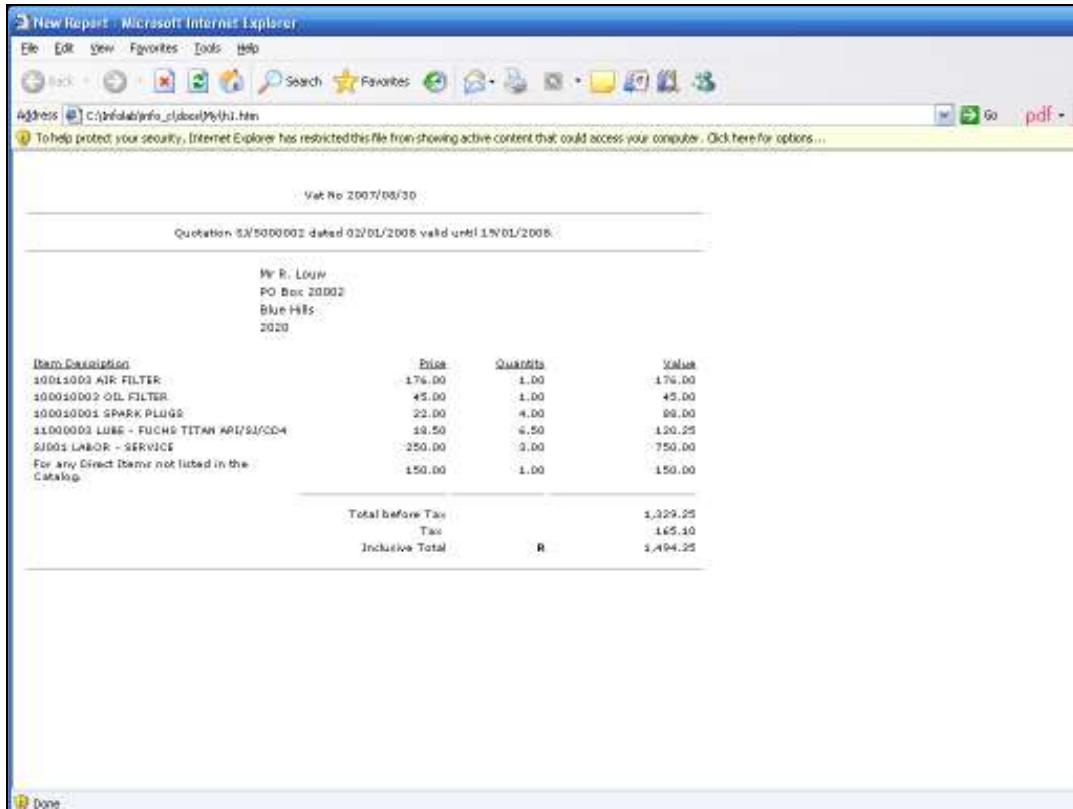 New Report - Microsoft Internet Explorer
File Edit View Favorites Tools Help
Back Search Favorites
Address C:\Infolab\info_cl\docs\My\h1.htm Go pdf
To help protect your security, Internet Explorer has restricted this file from showing active content that could access your computer. Click here for options...
Vat No 2007/08/30
Quotation SJ/5000002 dated 02/01/2008 valid until 19/01/2008
Mr R. Louw
PO Box 20002
Blue Hills
2020
Item Description Price Quantity Value
10011003 AIR FILTER 176.00 1.00 176.00
100010003 OIL FILTER 45.00 1.00 45.00
100010001 SPARK PLUGS 22.00 4.00 88.00
11000003 LUBE - FUCHS TITAN API/SJ/CD4 18.50 6.50 120.25
SJ001 LABOR - SERVICE 250.00 3.00 750.00
For any Direct Items not listed in the
Catalog. 150.00 1.00 150.00
Total before Tax 1,329.25
Tax 165.10
Inclusive Total R 1,494.35
Done